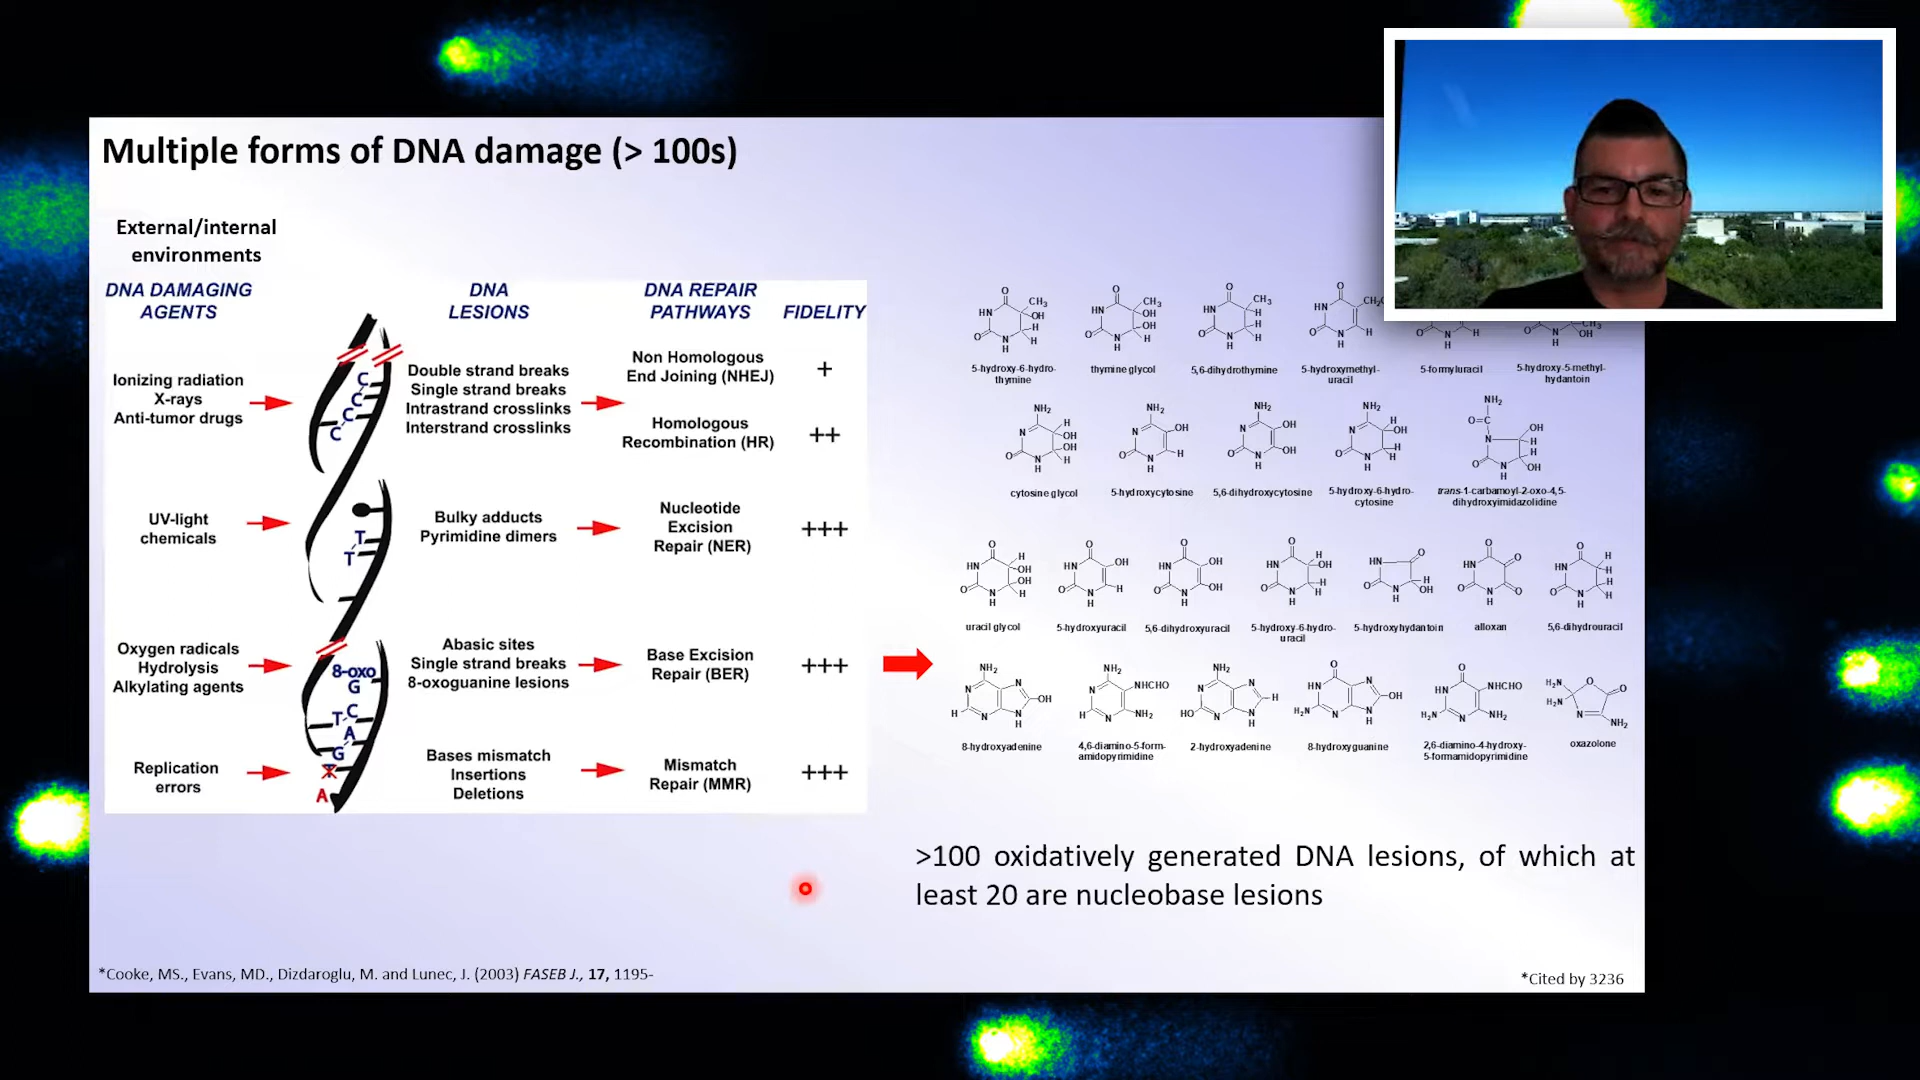 Multiple forms of DNA damage (> 100s)
External/internal
environments
DNA DAMAGING
AGENTS
DNA
LESIONS
DNA REPAIR
PATHWAYS
FIDELITY
Ionizing radiation
X-rays
Anti-tumor drugs
C
C
C
C
Double strand breaks
Single strand breaks
Intrastrand crosslinks
Interstrand crosslinks
Non Homologous
End Joining (NHEJ)
+
Homologous
Recombination (HR)
++
UV-light
chemicals
T
T
Bulky adducts
Pyrimidine dimers
Nucleotide
Excision
Repair (NER)
+++
Oxygen radicals
Hydrolysis
Alkylating agents
8-oxo
G
C
T
A
G
Abasic sites
Single strand breaks
8-oxoguanine lesions
Base Excision
Repair (BER)
+++
Replication
errors
T
A
Bases mismatch
Insertions
Deletions
Mismatch
Repair (MMR)
+++
5-hydroxy-6-hydro-
thymine
thymine glycol
5,6-dihydrothymine
5-hydroxymethyl-
uracil
5-formyluracil
5-hydroxy-5-methyl-
hydantoin
cytosine glycol
5-hydroxycytosine
5,6-dihydroxycytosine
5-hydroxy-6-hydro-
cytosine
trans-1-carbamoyl-2-oxo-4,5-
dihydroxyimidazolidine
uracil glycol
5-hydroxyuracil
5,6-dihydroxyuracil
5-hydroxy-6-hydro-
uracil
5-hydroxyhydantoin
alloxan
5,6-dihydrouracil
8-hydroxyadenine
4,6-diamino-5-form-
amidopyrimidine
2-hydroxyadenine
8-hydroxyguanine
2,6-diamino-4-hydroxy-
5-formamidopyrimidine
oxazolone
>100 oxidatively generated DNA lesions, of which at
least 20 are nucleobase lesions
*Cooke, MS., Evans, MD., Dizdaroglu, M. and Lunec, J. (2003) FASEB J., 17, 1195-
*Cited by 3236